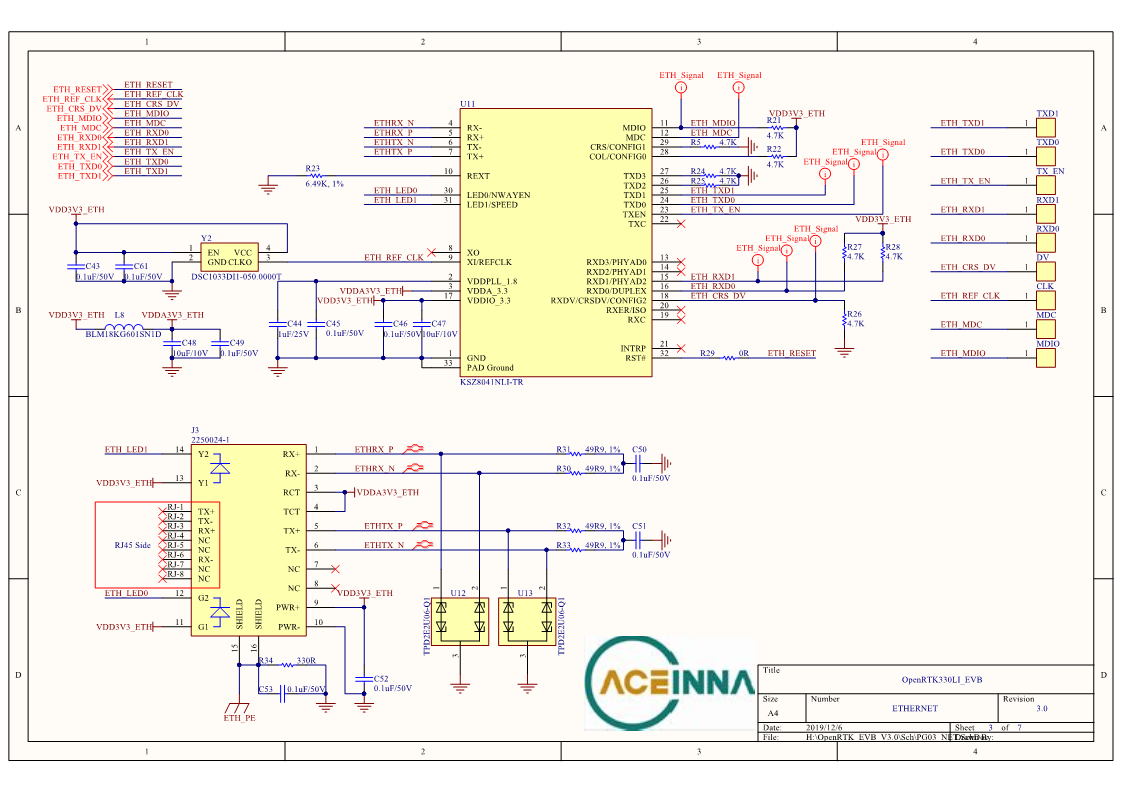 1 2 3 4
A
B
C
D
ETH_RESET ETH_RESET
ETH_REF_CLK ETH_REF_CLK
ETH_CRS_DV ETH_CRS_DV
ETH_MDIO ETH_MDIO
ETH_MDC ETH_MDC
ETH_RXD0 ETH_RXD0
ETH_RXD1 ETH_RXD1
ETH_TX_EN ETH_TX_EN
ETH_TXD0 ETH_TXD0
ETH_TXD1 ETH_TXD1
R23
6.49K, 1%
VDD3V3_ETH
Y2
1 EN VCC 4
2 GND CLKO 3
DSC1033DI1-050.0000T
C43
0.1uF/50V
C61
0.1uF/50V
VDD3V3_ETH L8 VDDA3V3_ETH
BLM18KG601SN1D
C48
10uF/10V
C49
0.1uF/50V
ETHRX_N 4
ETHRX_P 5
ETHTX_N 6
ETHTX_P 7
10
ETH_LED0 30
ETH_LED1 31
8
ETH_REF_CLK 9
2
VDDA3V3_ETH 3
VDD3V3_ETH 17
C44
1uF/25V
C45
0.1uF/50V
C46
0.1uF/50V
C47
10uF/10V
1
33
U11
RX-
RX+
TX-
TX+
REXT
LED0/NWAYEN
LED1/SPEED
XO
XI/REFCLK
VDDPLL_1.8
VDDA_3.3
VDDIO_3.3
GND
PAD Ground
KSZ8041NLI-TR
MDIO 11 ETH_MDIO
MDC 12 ETH_MDC
CRS/CONFIG1 29
COL/CONFIG0 28
TXD3 27
TXD2 26
TXD1 25 ETH_TXD1
TXD0 24 ETH_TXD0
TXEN 23 ETH_TX_EN
TXC 22
RXD3/PHYAD0 13
RXD2/PHYAD1 14
RXD1/PHYAD2 15 ETH_RXD1
RXD0/DUPLEX 16 ETH_RXD0
RXDV/CRSDV/CONFIG2 18 ETH_CRS_DV
RXER/ISO 20
RXC 19
INTRP 21
RST# 32 R29 0R ETH_RESET
ETH_Signal ETH_Signal
VDD3V3_ETH
R21
4.7K
R5 4.7K
R22
4.7K
R24 4.7K
R25 4.7K
ETH_Signal
ETH_Signal
VDD3V3_ETH
ETH_Signal
ETH_Signal
R27
4.7K
R28
4.7K
R26
4.7K
ETH_TXD1 1 TXD1
ETH_TXD0 1 TXD0
ETH_TX_EN 1 TX_EN
ETH_RXD1 1 RXD1
ETH_RXD0 1 RXD0
ETH_CRS_DV 1 DV
ETH_REF_CLK 1 CLK
ETH_MDC 1 MDC
ETH_MDIO 1 MDIO
J3
2250024-1
ETH_LED1 14 Y2
VDD3V3_ETH 13 Y1
RJ45 Side
RJ-1 TX+
RJ-2 TX-
RJ-3 RX+
RJ-4 NC
RJ-5 NC
RJ-6 RX-
RJ-7 NC
RJ-8 NC
ETH_LED0 12 G2
VDD3V3_ETH 11 G1
SHIELD SHIELD
15 16
RX+ 1 ETHRX_P
RX- 2 ETHRX_N
RCT 3 VDDA3V3_ETH
TCT 4
TX+ 5 ETHTX_P
TX- 6 ETHTX_N
NC 7
NC 8
PWR+ 9 VDD3V3_ETH
PWR- 10
R34 330R
C53 0.1uF/50V
ETH_PE
C52
0.1uF/50V
R31 49R9, 1%
R30 49R9, 1%
C50
0.1uF/50V
R32 49R9, 1%
R33 49R9, 1%
C51
0.1uF/50V
1 2 1 2
U12 U13
TPD2E2U06-Q1 TPD2E2U06-Q1
3 3
ACEINNA
Title
OpenRTK330LI_EVB
Size
A4
Number
ETHERNET
Revision
3.0
Date: 2019/12/6 Sheet 3 of 7
File: H:\OpenRTK_EVB_V3.0\Sch\PG03_NET.SchDoc
1 2 3 4
A
B
C
D